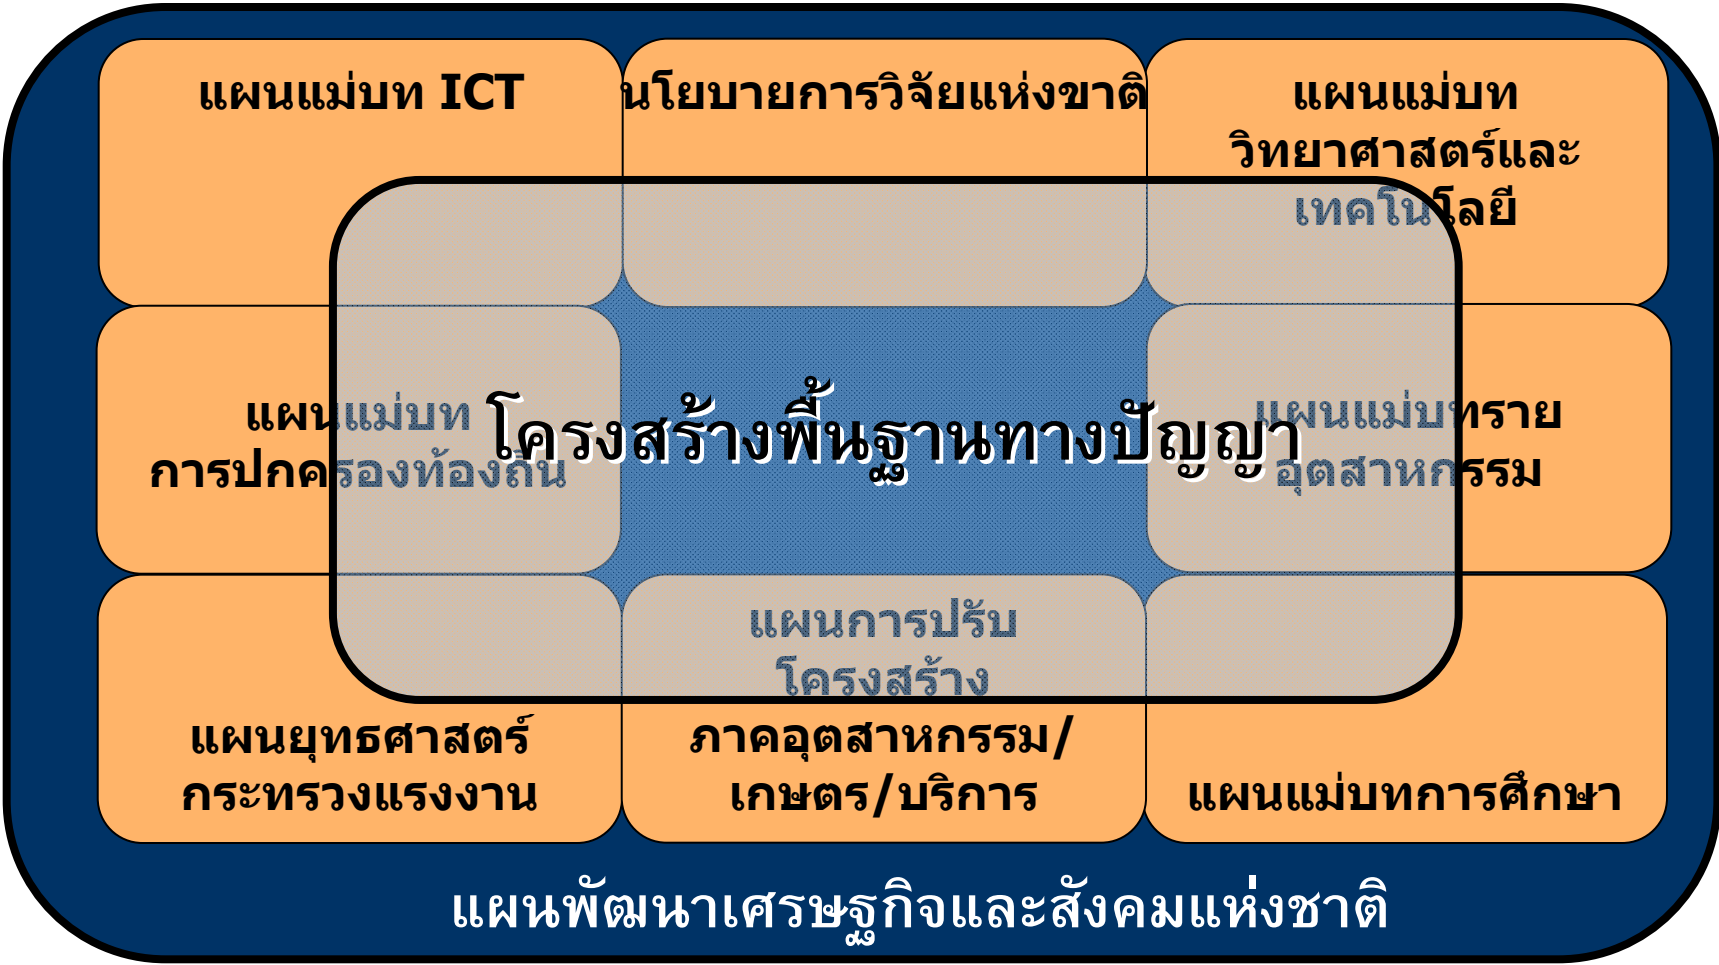 แผนแม่บท ICT
นโยบายการวิจัยแห่งชาติ
แผนแม่บท
วิทยาศาสตร์และ
เทคโนโลยี
แผนแม่บท
การปกครองท้องถิ่น
โครงสร้างพื้นฐานทางปัญญา
แผนแม่บทราย
อุตสาหกรรม
แผนยุทธศาสตร์
กระทรวงแรงงาน
แผนการปรับ
โครงสร้าง
ภาคอุตสาหกรรม/
เกษตร/บริการ
แผนแม่บทการศึกษา
แผนพัฒนาเศรษฐกิจและสังคมแห่งชาติ